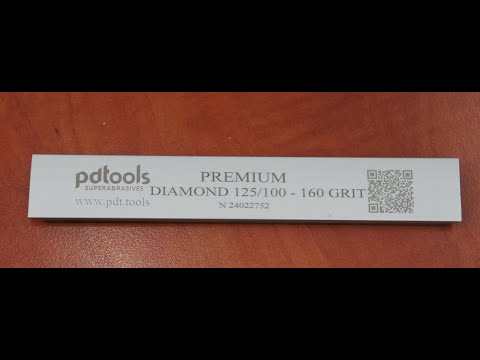 pdtools
SUPERABRASIVES
www.pdt.tools
PREMIUM
DIAMOND 125/100 - 160 GRIT
N 24022752